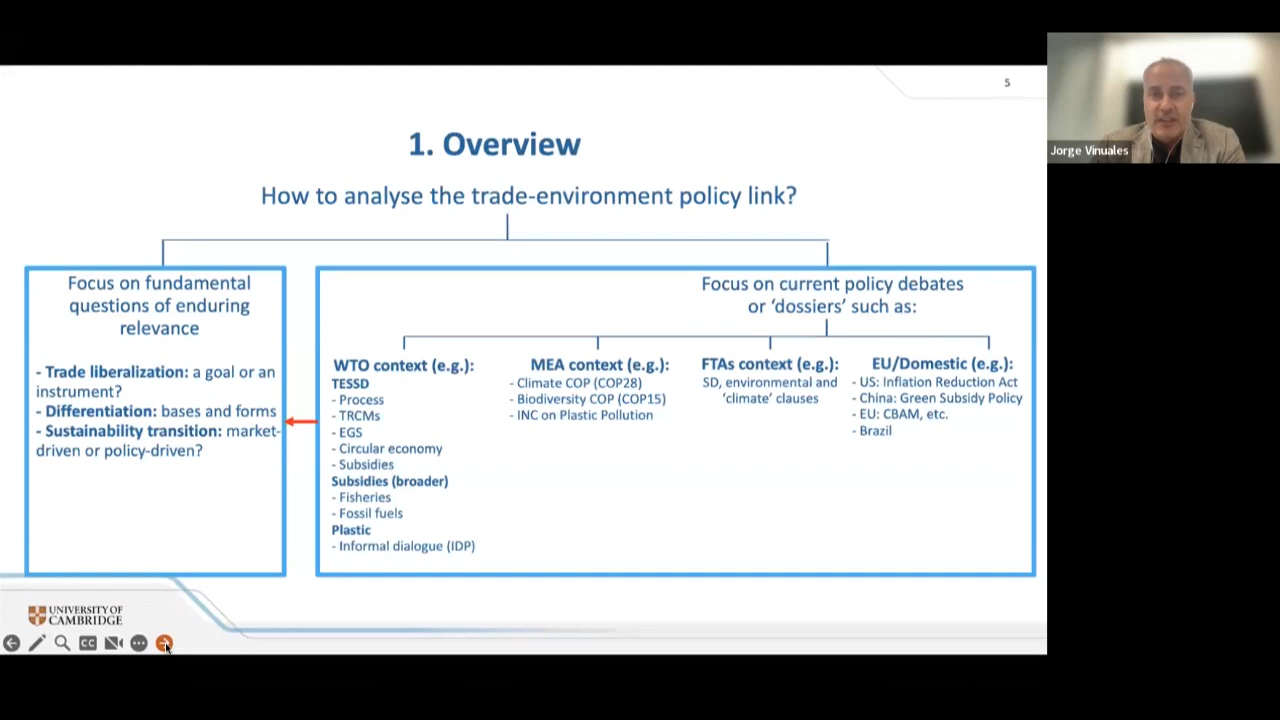 5
Jorge Vinuales
1. Overview
How to analyse the trade-environment policy link?
Focus on fundamental
questions of enduring
relevance
- Trade liberalization: a goal or an
instrument?
- Differentiation: bases and forms
- Sustainability transition: market-
driven or policy-driven?
Focus on current policy debates
or ‘dossiers’ such as:
WTO context (e.g.):
TESSD
- Process
- TRCMs
- EGS
- Circular economy
- Subsidies
Subsidies (broader)
- Fisheries
- Fossil fuels
Plastic
- Informal dialogue (IDP)
MEA context (e.g.):
- Climate COP (COP28)
- Biodiversity COP (COP15)
- INC on Plastic Pollution
FTAs context (e.g.):
SD, environmental and
‘climate’ clauses
EU/Domestic (e.g.):
- US: Inflation Reduction Act
- China: Green Subsidy Policy
- EU: CBAM, etc.
- Brazil
UNIVERSITY OF
CAMBRIDGE
CC